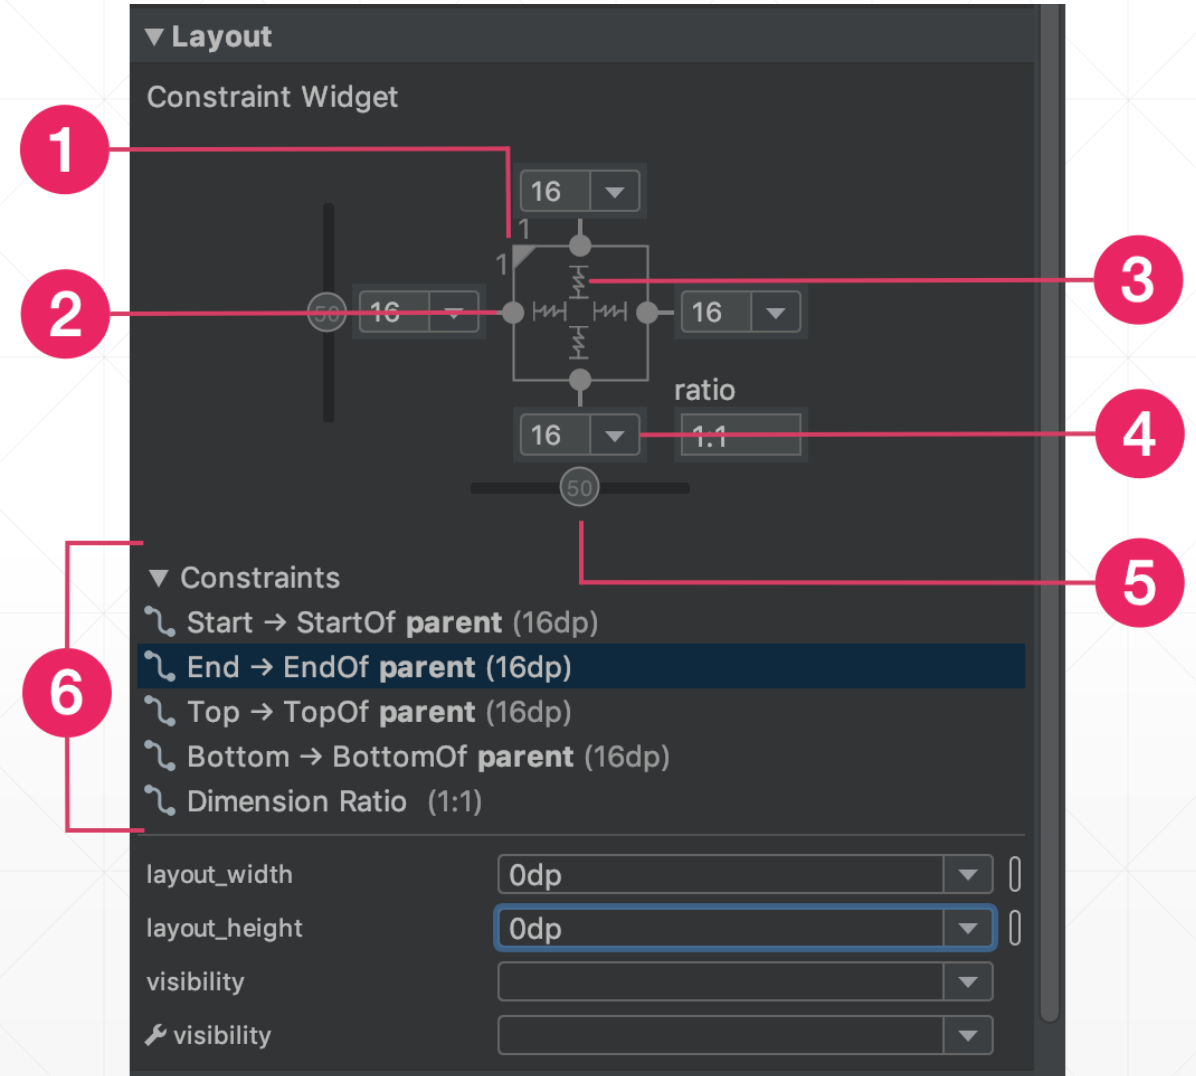 Layout
Constraint Widget
1
16
1
1
2
50
16
16
3
ratio
16
1:1
4
50
5
Constraints
Start → StartOf parent (16dp)
End → EndOf parent (16dp)
6
Top → TopOf parent (16dp)
Bottom → BottomOf parent (16dp)
Dimension Ratio (1:1)
layout_width 0dp
layout_height 0dp
visibility
visibility